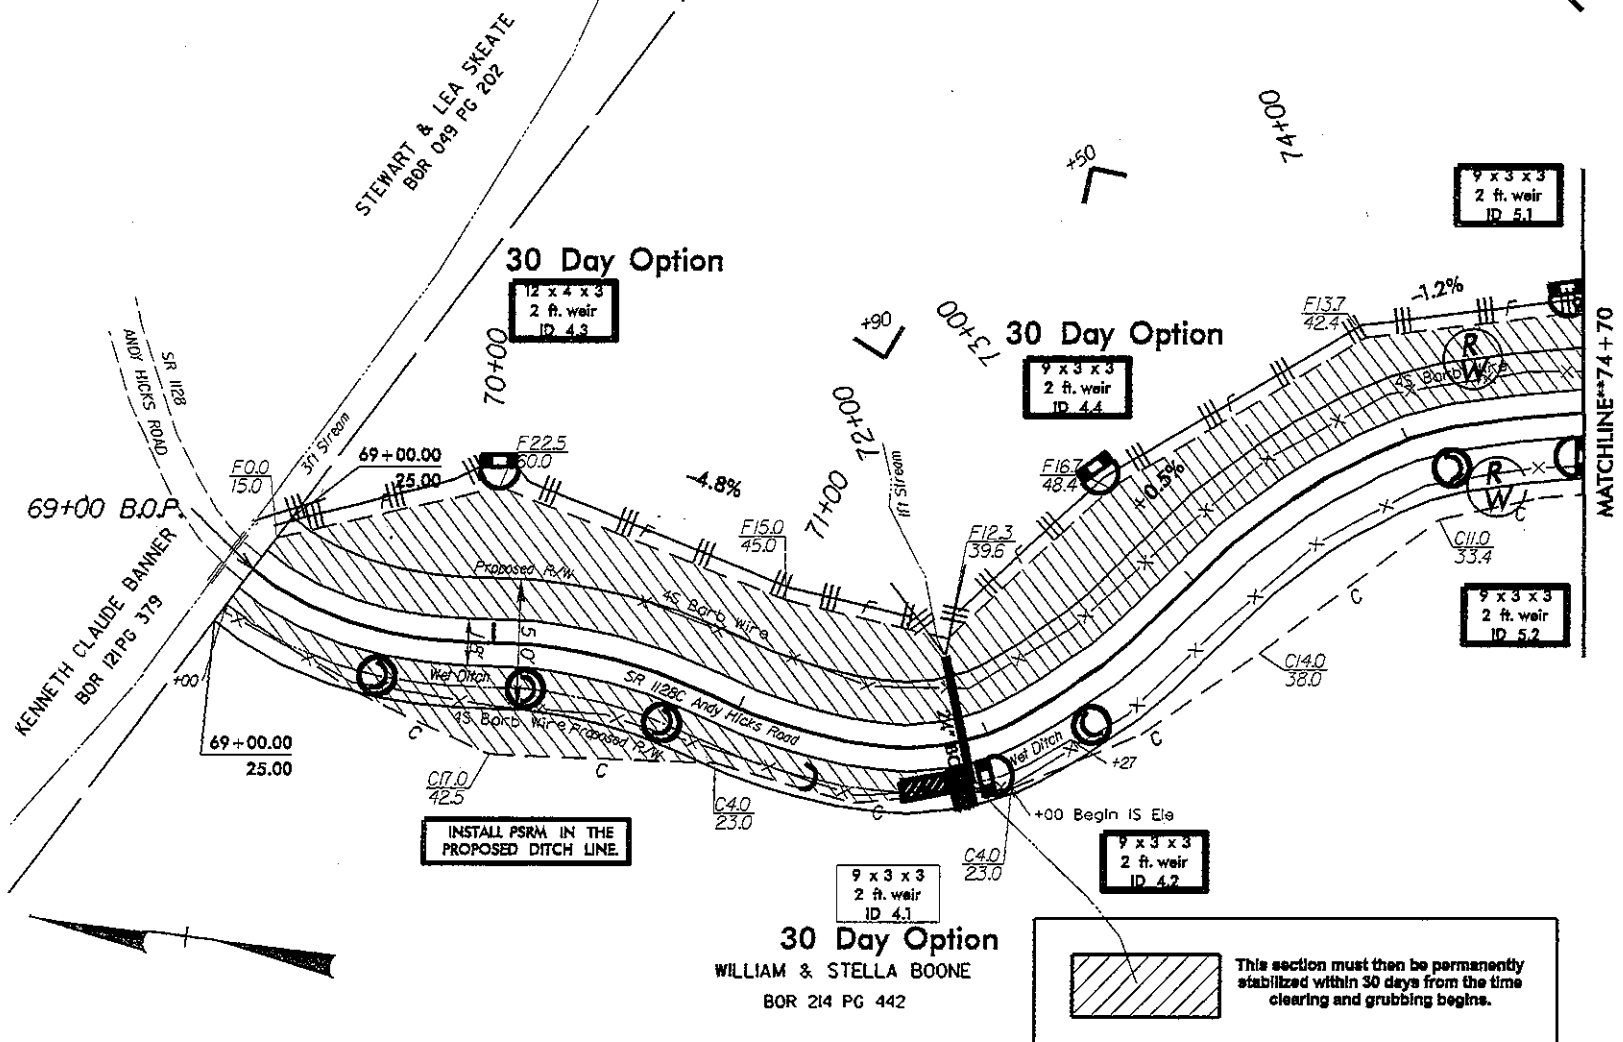 STEWART & LEA SKEATE
BOR 049 PG 202
74+00
+50
9 x 3 x 3
2 ft. weir
ID 5.1
30 Day Option
12 x 4 x 3
2 ft. weir
ID 4.3
70+00
+90
73+00
30 Day Option
9 x 3 x 3
2 ft. weir
ID 4.4
F13.7
42.4
-1.2%
F
MATCHLINE**74+70
SR 1128
ANDY HICKS ROAD
3ft Stream
69+00.00
25.00
F0.0
15.0
F22.5
60.0
F
-4.8%
72+00
71+00
1ft Stream
F16.7
48.4
+0.5%
R
W
4S Barb Wire
R
W
C
C11.0
33.4
69+00 B.O.P.
KENNETH CLAUDE BANNER
BOR 121 PG 379
F
F15.0
45.0
F
F12.3
39.6
F
Proposed R/W
4S Barb Wire
18'
50'
Wet Ditch
SR 1128C Andy Hicks Road
4S Barb Wire
Proposed R/W
+00
69+00.00
25.00
C
C17.0
42.5
C
C4.0
23.0
C
Wet Ditch
+27
C
C
C14.0
38.0
9 x 3 x 3
2 ft. weir
ID 5.2
+00 Begin IS Ele
C4.0
23.0
INSTALL PSRM IN THE
PROPOSED DITCH LINE.
9 x 3 x 3
2 ft. weir
ID 4.2
9 x 3 x 3
2 ft. weir
ID 4.1
30 Day Option
WILLIAM & STELLA BOONE
BOR 214 PG 442
This section must then be permanently
stabilized within 30 days from the time
clearing and grubbing begins.